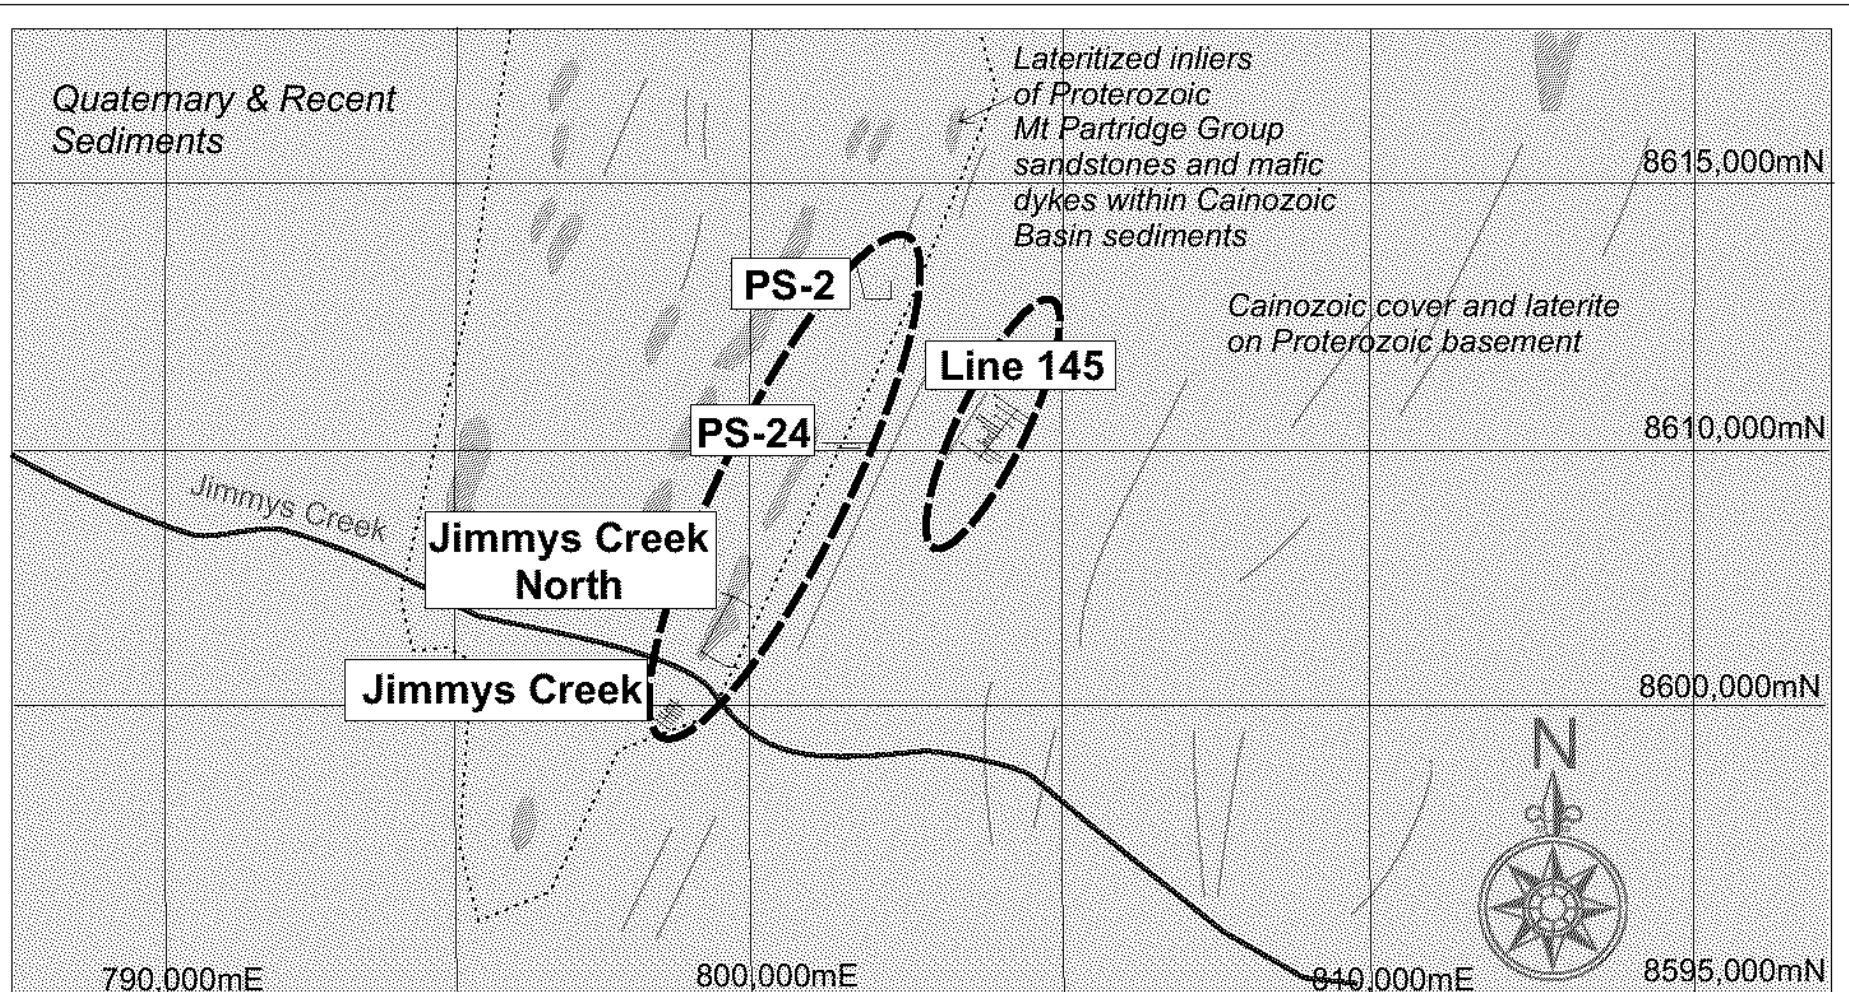 Quaternary & Recent
Sediments
Lateritized inliers
of Proterozoic
Mt Partridge Group
sandstones and mafic
dykes within Cainozoic
Basin sediments
8615,000mN
PS-2
Cainozoic cover and laterite
on Proterozoic basement
Line 145
PS-24
8610,000mN
Jimmys Creek
Jimmys Creek
North
Jimmys Creek
8600,000mN
N
790,000mE
800,000mE
810,000mE
8595,000mN